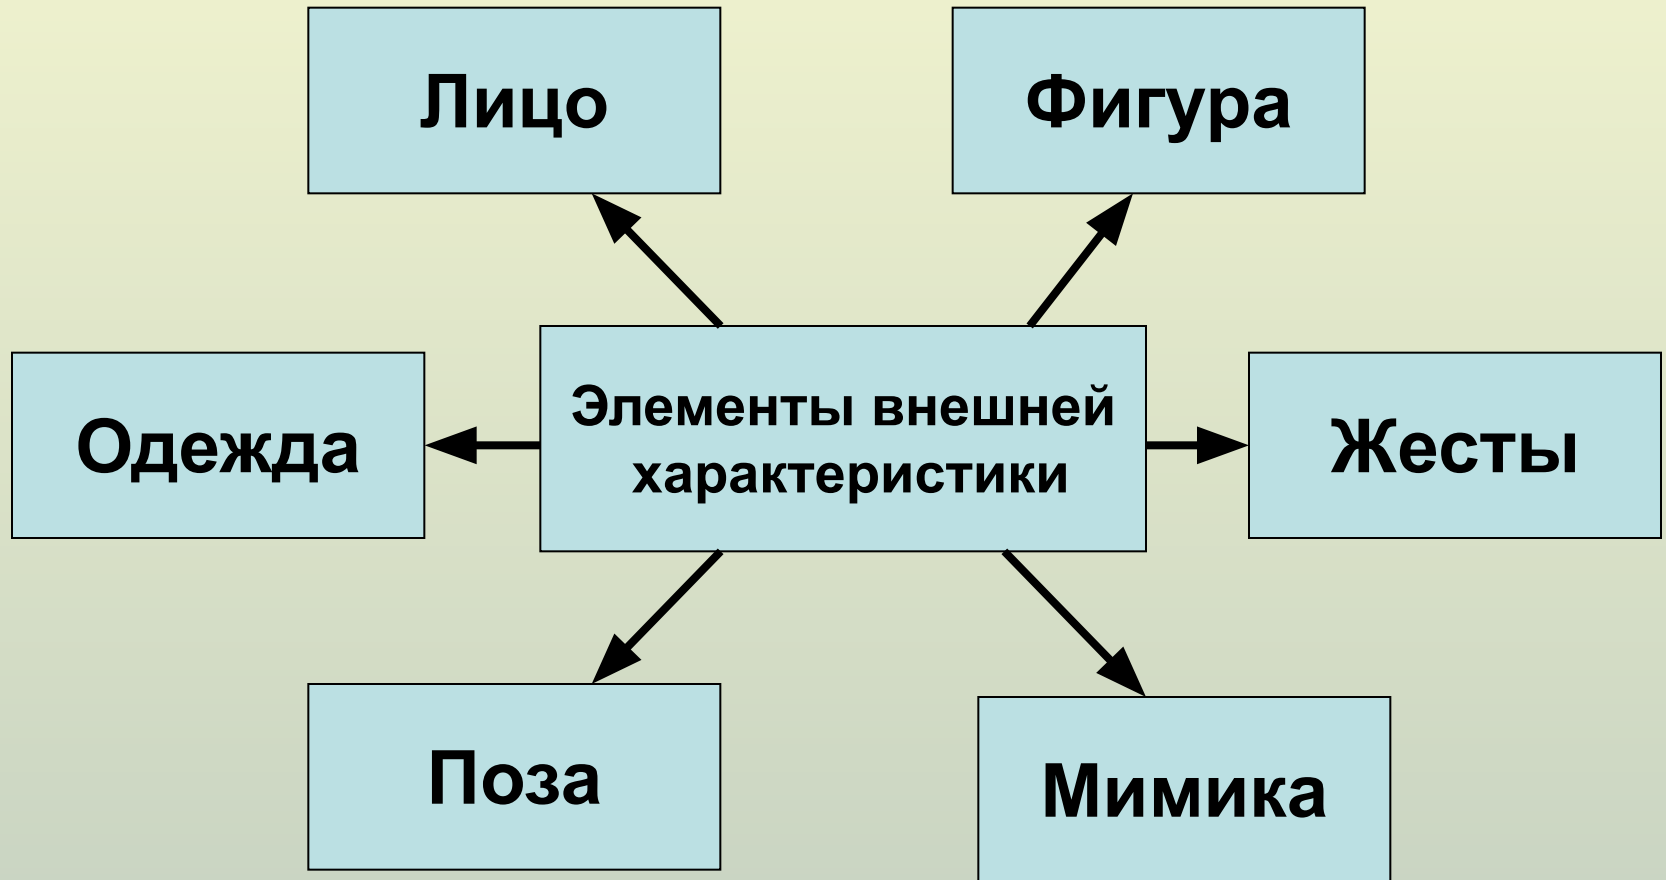 Лицо
Фигура
Одежда
Элементы внешней
характеристики
Жесты
Поза
Мимика